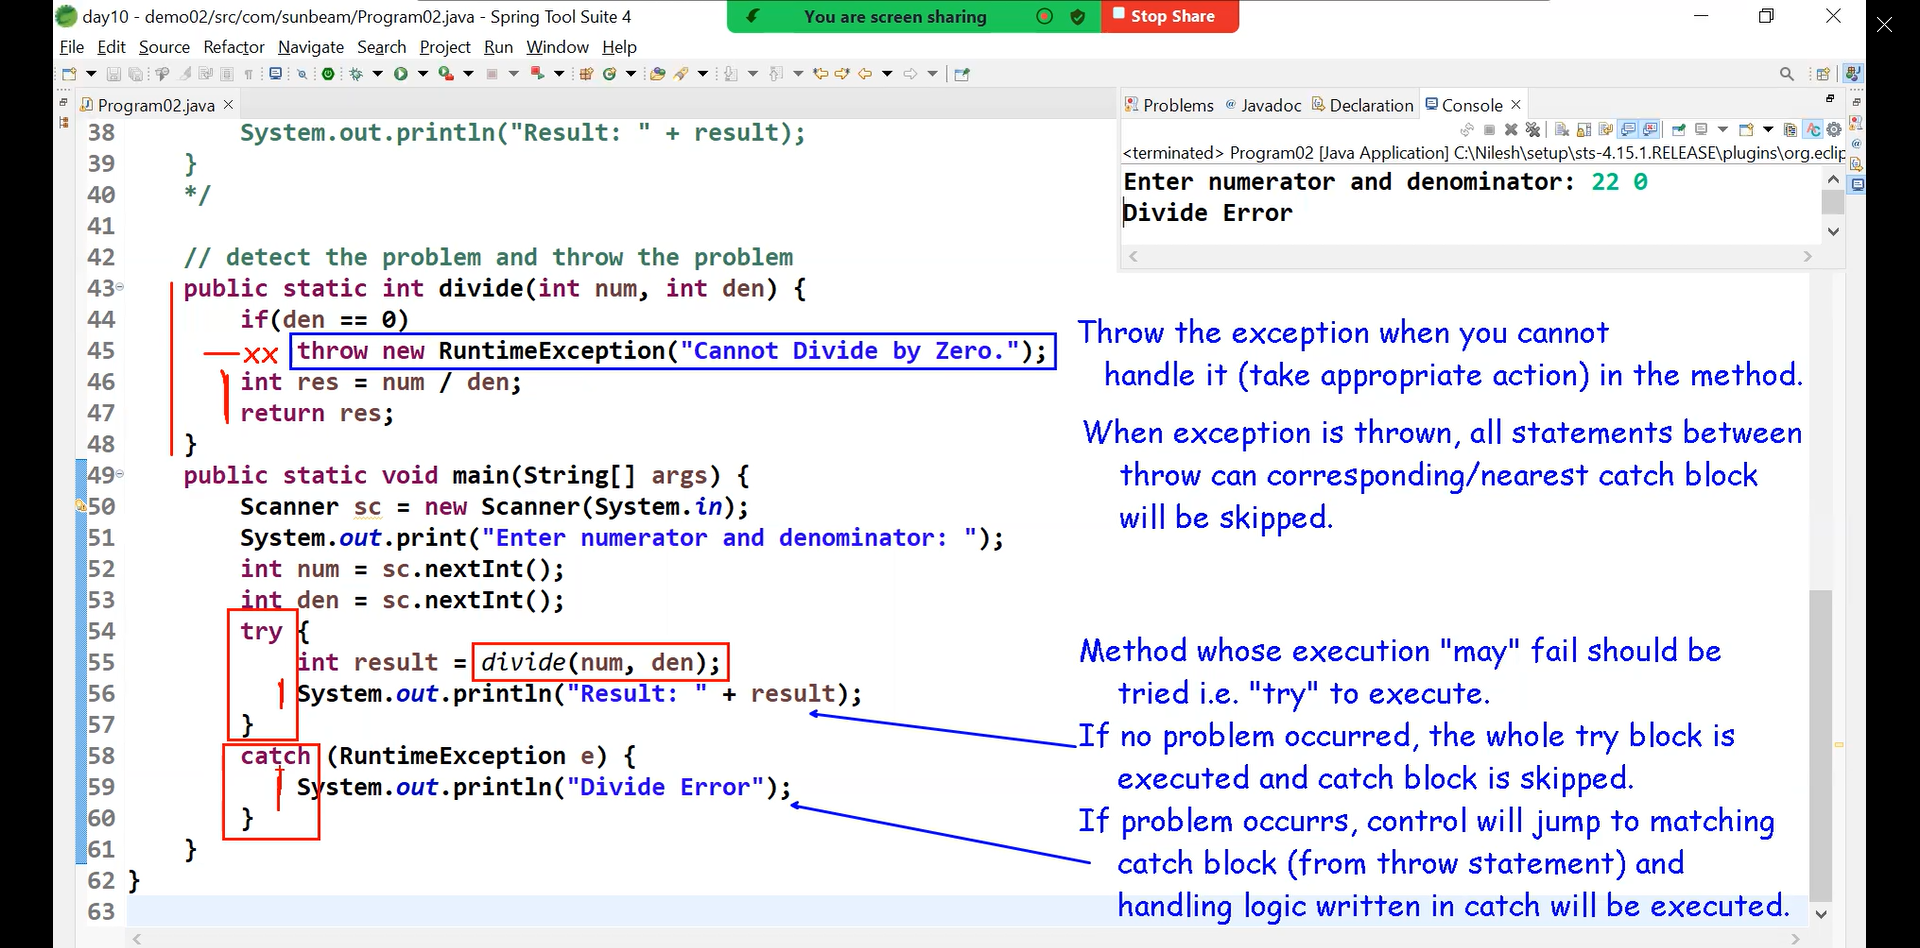 day10 - demo02/src/com/sunbeam/Program02.java - Spring Tool Suite 4
You are screen sharing
Stop Share
File Edit Source Refactor Navigate Search Project Run Window Help
Program02.java
Problems Javadoc Declaration Console
<terminated> Program02 [Java Application] C:\Nilesh\setup\sts-4.15.1.RELEASE\plugins\org.eclip
Enter numerator and denominator: 22 0
Divide Error
38 System.out.println("Result: " + result);
39 }
40 */
41
42 // detect the problem and throw the problem
43 public static int divide(int num, int den) {
44 if(den == 0)
45 xx throw new RuntimeException("Cannot Divide by Zero.");
46 int res = num / den;
47 return res;
48 }
49 public static void main(String[] args) {
50 Scanner sc = new Scanner(System.in);
51 System.out.print("Enter numerator and denominator: ");
52 int num = sc.nextInt();
53 int den = sc.nextInt();
54 try {
55 int result = divide(num, den);
56 System.out.println("Result: " + result);
57 }
58 catch (RuntimeException e) {
59 System.out.println("Divide Error");
60 }
61 }
62 }
63
Throw the exception when you cannot
handle it (take appropriate action) in the method.
When exception is thrown, all statements between
throw can corresponding/nearest catch block
will be skipped.
Method whose execution "may" fail should be
tried i.e. "try" to execute.
If no problem occurred, the whole try block is
executed and catch block is skipped.
If problem occurrs, control will jump to matching
catch block (from throw statement) and
handling logic written in catch will be executed.